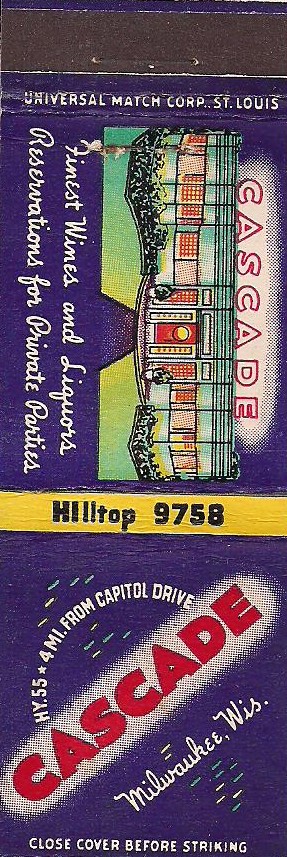 UNIVERSAL MATCH CORP., ST. LOUIS
CASCADE
Finest Wines and Liquors
Reservations for Private Parties
HIlltop 9758
HY. 55 ★ 4 MI. FROM CAPITOL DRIVE
CASCADE
Milwaukee, Wis.
CLOSE COVER BEFORE STRIKING